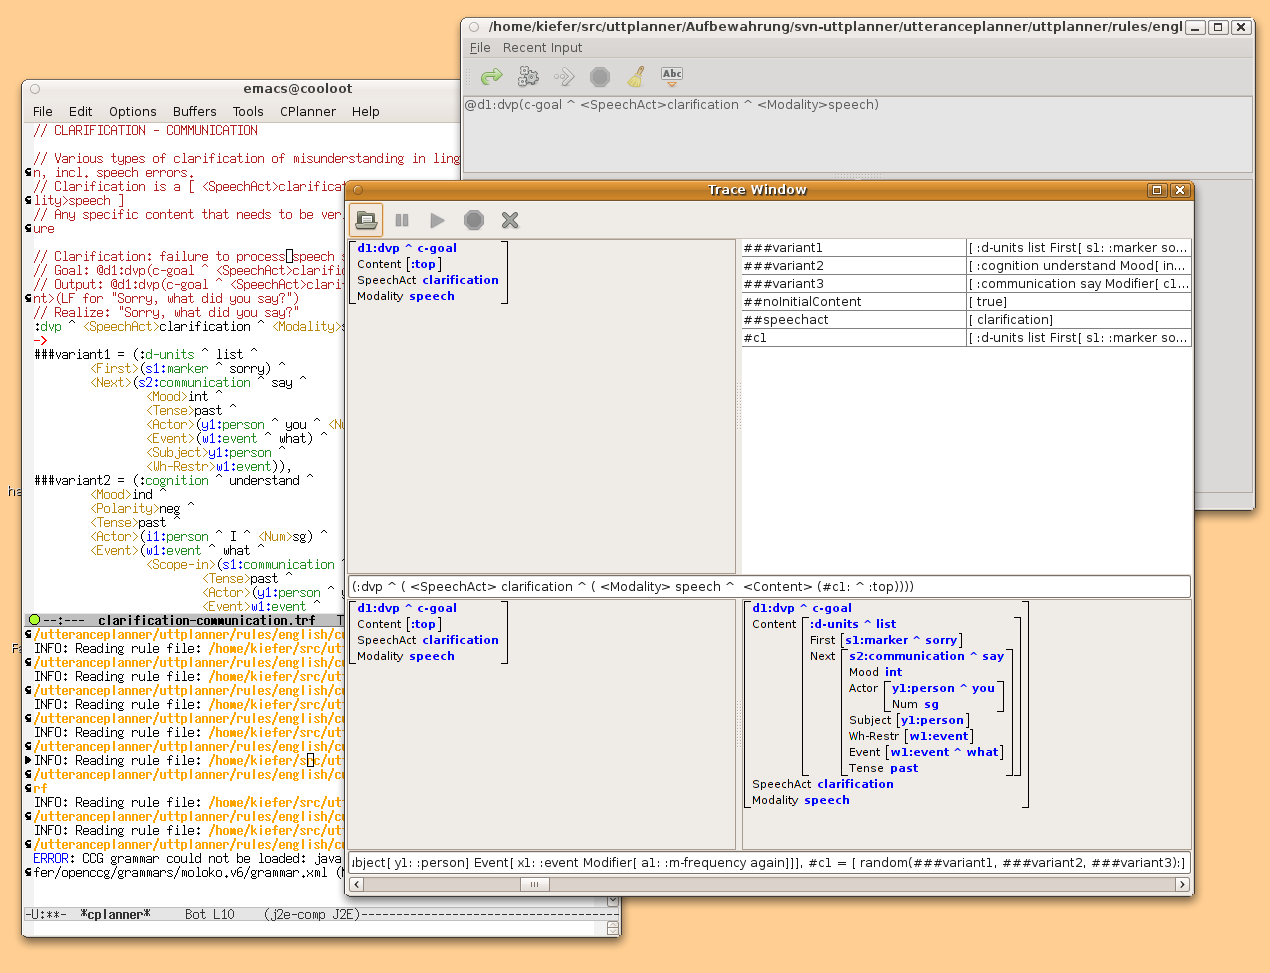 /home/kiefer/src/uttplanner/Aufbewahrung/svn-uttplanner/utteranceplanner/uttplanner/rules/engl
File Recent Input
Abc
@d1:dvp(c-goal ^ <SpeechAct>clarification ^ <Modality>speech)
emacs@cooloot
File Edit Options Buffers Tools CPlanner Help
// CLARIFICATION - COMMUNICATION
// Various types of clarification of misunderstanding in ling
n, incl. speech errors.
// Clarification is a [ <SpeechAct>clarificat
lity>speech ]
// Any specific content that needs to be ver
ure
// Clarification: failure to process speech s
// Goal: @d1:dvp(c-goal ^ <SpeechAct>clarific
// Output: @d1:dvp(c-goal ^ <SpeechAct>clari
nt>(LF for "Sorry, what did you say?")
// Realize: "Sorry, what did you say?"
:dvp ^ <SpeechAct>clarification ^ <Modality>s
->
###variant1 = (:d-units ^ list ^
<First>(s1:marker ^ sorry) ^
<Next>(s2:communication ^ say ^
<Mood>int ^
<Tense>past ^
<Actor>(y1:person ^ you ^ <Nu
<Event>(w1:event ^ what) ^
<Subject>y1:person ^
<Wh-Restr>w1:event)),
###variant2 = (:cognition ^ understand ^
<Mood>ind ^
<Polarity>neg ^
<Tense>past ^
<Actor>(i1:person ^ I ^ <Num>sg) ^
<Event>(w1:event ^ what ^
<Scope-in>(s1:communication ^
<Tense>past ^
<Actor>(y1:person ^ y
<Event>w1:event ^
--:--- clarification-communication.trf T
/utteranceplanner/uttplanner/rules/english/cu
INFO: Reading rule file: /home/kiefer/src/utt
/utteranceplanner/uttplanner/rules/english/cu
INFO: Reading rule file: /home/kiefer/src/utt
/utteranceplanner/uttplanner/rules/english/cu
INFO: Reading rule file: /home/kiefer/src/utt
/utteranceplanner/uttplanner/rules/english/cu
INFO: Reading rule file: /home/kiefer/src/utt
/utteranceplanner/uttplanner/rules/english/cu
INFO: Reading rule file: /home/kiefer/src/utt
/utteranceplanner/uttplanner/rules/english/cu
rf
INFO: Reading rule file: /home/kiefer/src/utt
/utteranceplanner/uttplanner/rules/english/cu
INFO: Reading rule file: /home/kiefer/src/utt
/utteranceplanner/uttplanner/rules/english/cu
ERROR: CCG grammar could not be loaded: java
fer/openccg/grammars/moloko.v6/grammar.xml (N
-U:**- *cplanner* Bot L10 (j2e-comp J2E)
Trace Window
d1:dvp ^ c-goal
Content [:top]
SpeechAct clarification
Modality speech
###variant1 [ :d-units list First[ s1: :marker so...
###variant2 [ :cognition understand Mood[ in...
###variant3 [ :communication say Modifier[ c1...
##noInitialContent [ true]
##speechact [ clarification]
#c1 [ :d-units list First[ s1: :marker so...
(:dvp ^ ( <SpeechAct> clarification ^ ( <Modality> speech ^ <Content> (#c1: ^ :top))))
d1:dvp ^ c-goal
Content [:top]
SpeechAct clarification
Modality speech
d1:dvp ^ c-goal
Content :d-units ^ list
First [s1:marker ^ sorry]
Next s2:communication ^ say
Mood int
Actor y1:person ^ you
Num sg
Subject [y1:person]
Wh-Restr [w1:event]
Event [w1:event ^ what]
Tense past
SpeechAct clarification
Modality speech
ubject[ y1: :person] Event[ x1: :event Modifier[ a1: :m-frequency again]]], #c1 = [ random(###variant1, ###variant2, ###variant3):]